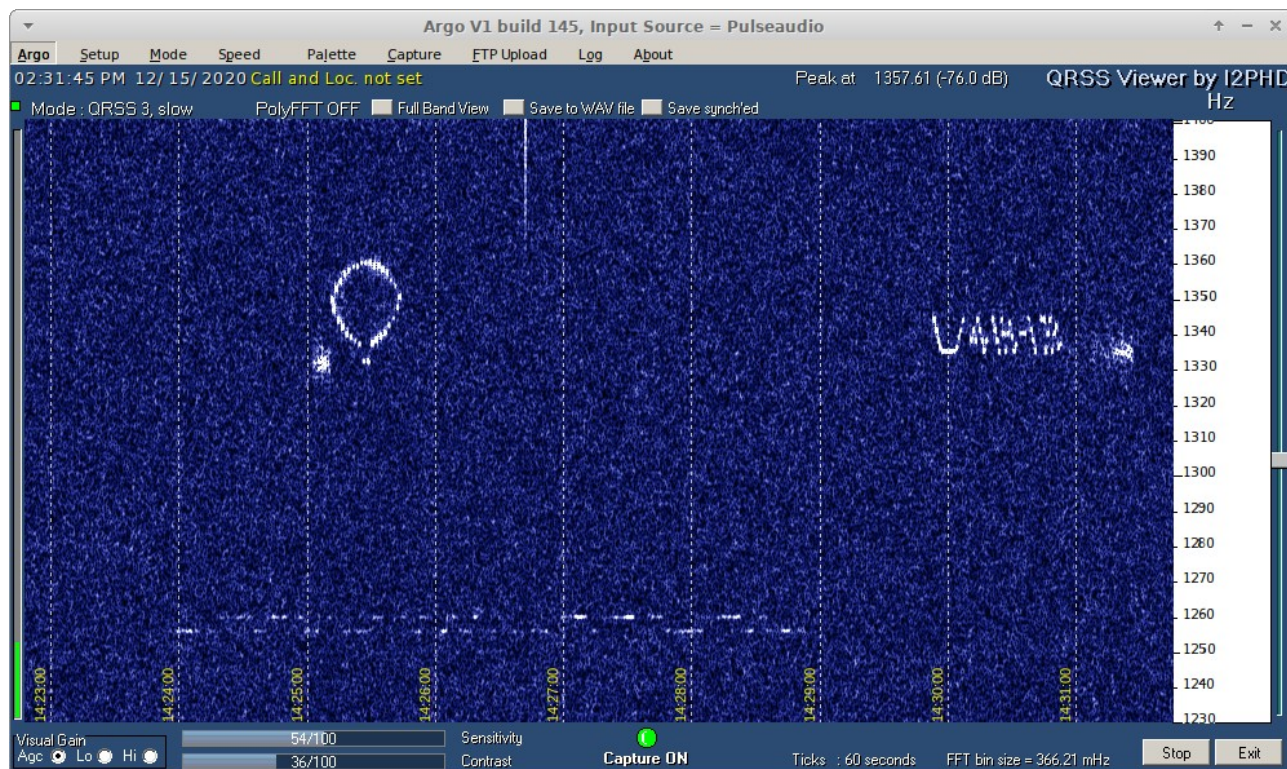 Argo V1 build 145, Input Source = Pulseaudio
Argo Setup Mode Speed Palette Capture FTP Upload Log About
02:31:45 PM 12/ 15/ 2020 Call and Loc. not set Peak at 1357.61 (-76.0 dB) QRSS Viewer by I2PHD
Mode : QRSS 3, slow PolyFFT OFF Full Band View Save to WAV file Save synch'ed Hz
1390
1380
1370
1360
1350
1340
1330
1320
1310
1300
1290
1280
1270
1260
1250
1240
1230
14:23:00 14:24:00 14:25:00 14:26:00 14:27:00 14:28:00 14:29:00 14:30:00 14:31:00
Visual Gain 54/100 Sensitivity
Agc Lo Hi 36/100 Contrast Capture ON Ticks : 60 seconds FFT bin size = 366.21 mHz Stop Exit